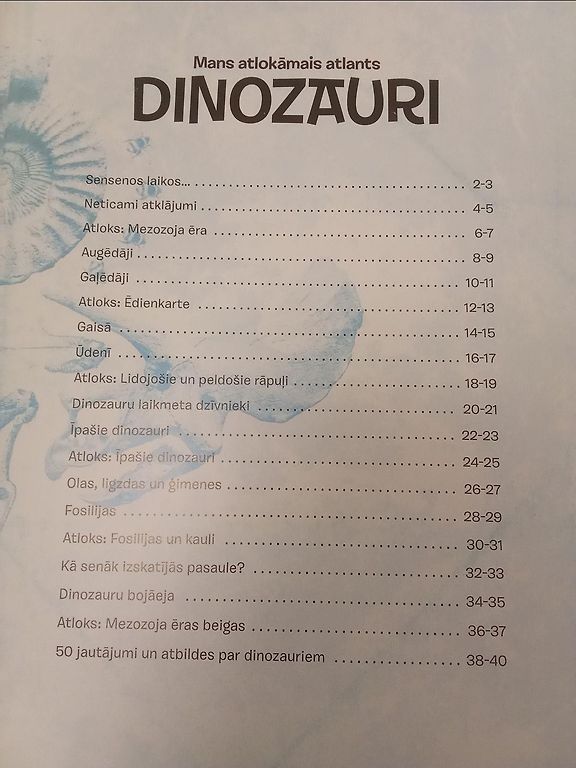 Mans atlokāmais atlants
DINOZAURI
Sensenos laikos... 2-3
Neticami atklājumi 4-5
Atloks: Mezozoja ēra 6-7
Augēdāji 8-9
Gaļēdāji 10-11
Atloks: Ēdienkarte 12-13
Gaisā 14-15
Ūdenī 16-17
Atloks: Lidojošie un peldošie rāpuļi 18-19
Dinozauru laikmeta dzīvnieki 20-21
Īpašie dinozauri 22-23
Atloks: Īpašie dinozauri 24-25
Olas, ligzdas un ģimenes 26-27
Fosilijas 28-29
Atloks: Fosilijas un kauli 30-31
Kā senāk izskatījās pasaule? 32-33
Dinozauru bojāeja 34-35
Atloks: Mezozoja ēras beigas 36-37
50 jautājumi un atbildes par dinozauriem 38-40